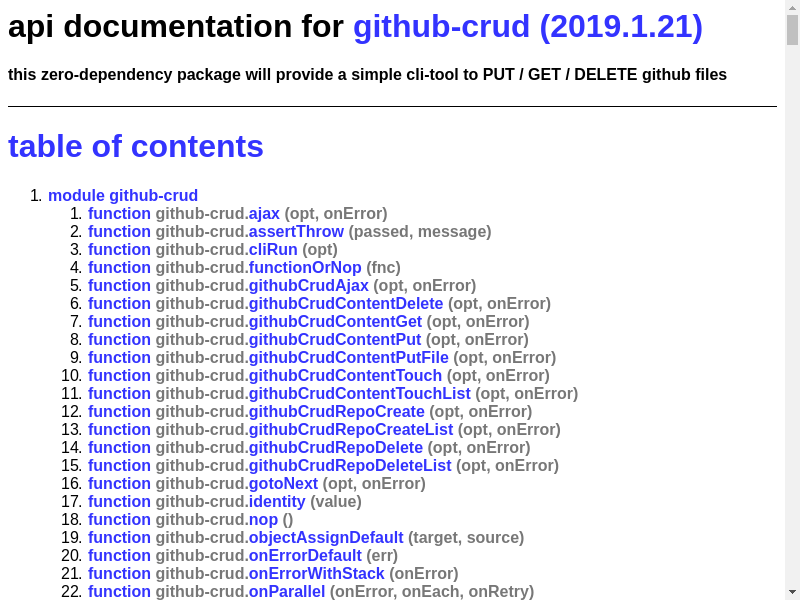 api documentation for github-crud (2019.1.21)
this zero-dependency package will provide a simple cli-tool to PUT / GET / DELETE github files
table of contents
1. module github-crud
1. function github-crud.ajax (opt, onError)
2. function github-crud.assertThrow (passed, message)
3. function github-crud.cliRun (opt)
4. function github-crud.functionOrNop (fnc)
5. function github-crud.githubCrudAjax (opt, onError)
6. function github-crud.githubCrudContentDelete (opt, onError)
7. function github-crud.githubCrudContentGet (opt, onError)
8. function github-crud.githubCrudContentPut (opt, onError)
9. function github-crud.githubCrudContentPutFile (opt, onError)
10. function github-crud.githubCrudContentTouch (opt, onError)
11. function github-crud.githubCrudContentTouchList (opt, onError)
12. function github-crud.githubCrudRepoCreate (opt, onError)
13. function github-crud.githubCrudRepoCreateList (opt, onError)
14. function github-crud.githubCrudRepoDelete (opt, onError)
15. function github-crud.githubCrudRepoDeleteList (opt, onError)
16. function github-crud.gotoNext (opt, onError)
17. function github-crud.identity (value)
18. function github-crud.nop ()
19. function github-crud.objectAssignDefault (target, source)
20. function github-crud.onErrorDefault (err)
21. function github-crud.onErrorWithStack (onError)
22. function github-crud.onParallel (onError, onEach, onRetry)